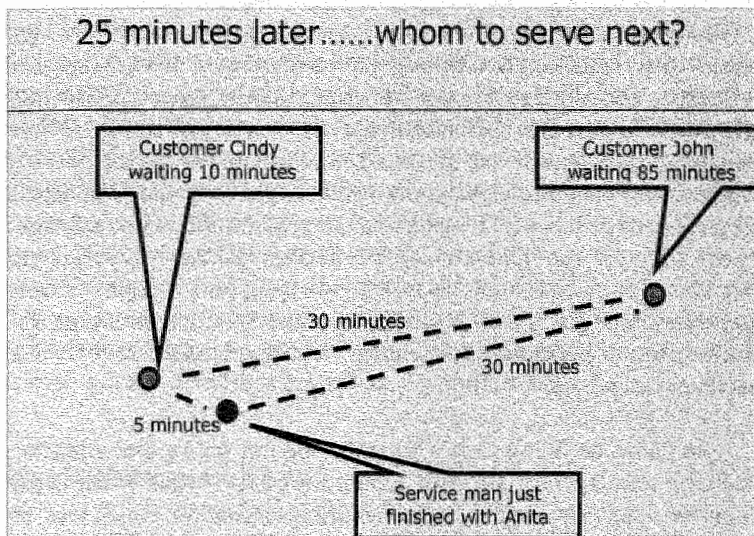 25 minutes later......whom to serve next?
Customer Cindy
waiting 10 minutes
Customer John
waiting 85 minutes
30 minutes
30 minutes
5 minutes
Service man just
finished with Anita